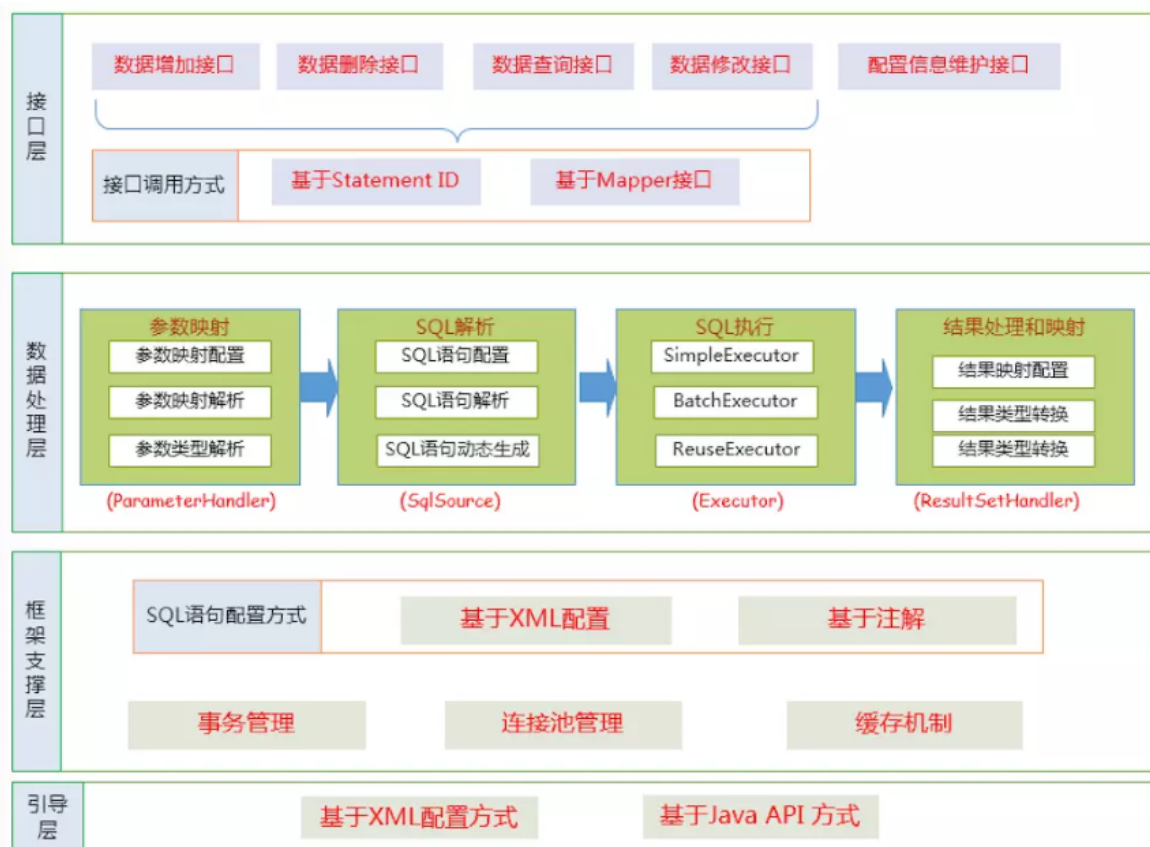 接口层
数据增加接口
数据删除接口
数据查询接口
数据修改接口
配置信息维护接口
接口调用方式
基于Statement ID
基于Mapper接口
数据处理层
参数映射
参数映射配置
参数映射解析
参数类型解析
(ParameterHandler)
SQL解析
SQL语句配置
SQL语句解析
SQL语句动态生成
(SqlSource)
SQL执行
SimpleExecutor
BatchExecutor
ReuseExecutor
(Executor)
结果处理和映射
结果映射配置
结果类型转换
结果类型转换
(ResultSetHandler)
框架支撑层
SQL语句配置方式
基于XML配置
基于注解
事务管理
连接池管理
缓存机制
引导层
基于XML配置方式
基于Java API 方式